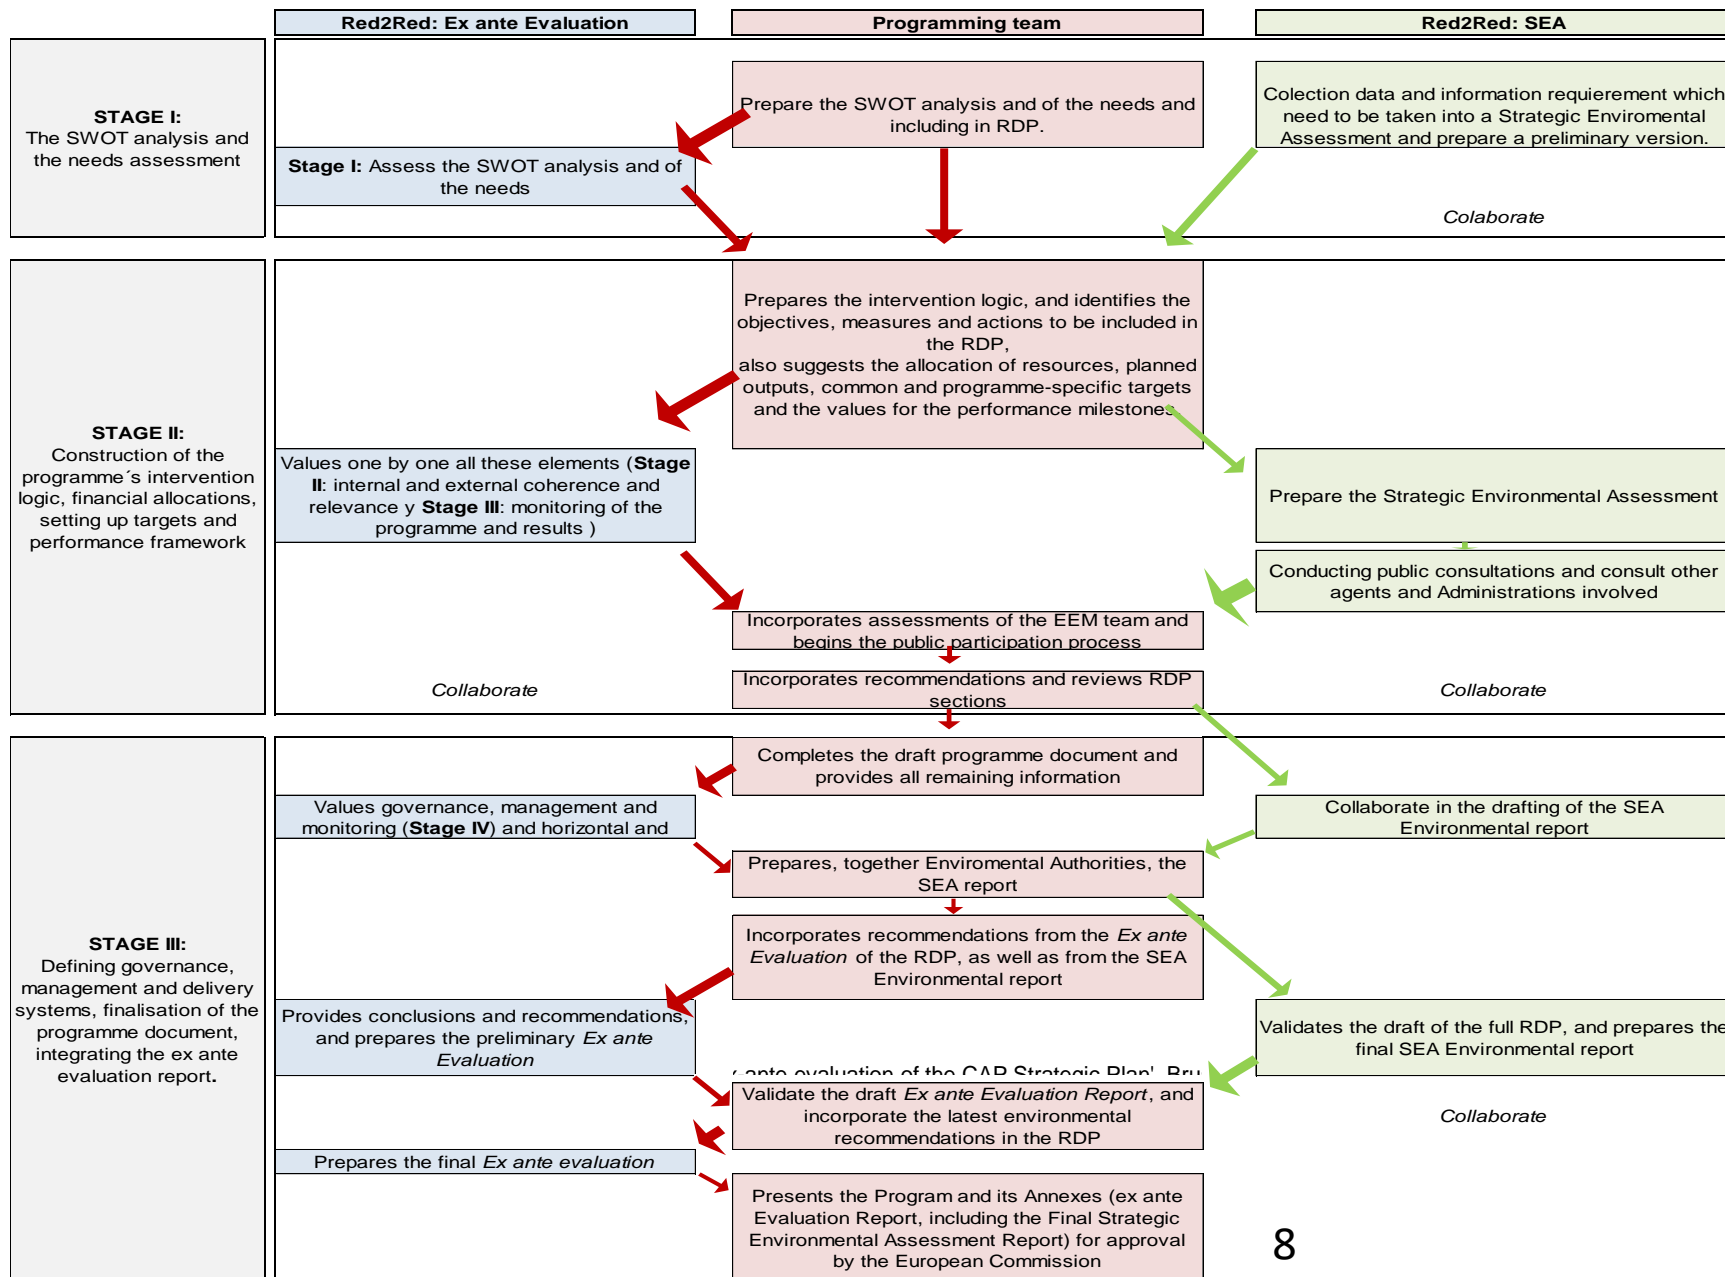 Red2Red: Ex ante Evaluation
Programming team
Red2Red: SEA
STAGE I:
The SWOT analysis and
the needs assessment
Prepare the SWOT analysis and of the needs and
including in RDP.
Colection data and information requierement which
need to be taken into a Strategic Enviromental
Assessment and prepare a preliminary version.
Stage I: Assess the SWOT analysis and of
the needs
Colaborate
STAGE II:
Construction of the
programme´s intervention
logic, financial allocations,
setting up targets and
performance framework
Prepares the intervention logic, and identifies the
objectives, measures and actions to be included in
the RDP,
also suggests the allocation of resources, planned
outputs, common and programme-specific targets
and the values for the performance milestones
Values one by one all these elements (Stage
II: internal and external coherence and
relevance y Stage III: monitoring of the
programme and results )
Prepare the Strategic Environmental Assessment
Conducting public consultations and consult other
agents and Administrations involved
Incorporates assessments of the EEM team and
begins the public participation process
Incorporates recommendations and reviews RDP
sections
Collaborate
Collaborate
STAGE III:
Defining governance,
management and delivery
systems, finalisation of the
programme document,
integrating the ex ante
evaluation report.
Completes the draft programme document and
provides all remaining information
Values governance, management and
monitoring (Stage IV) and horizontal and
Collaborate in the drafting of the SEA
Environmental report
Prepares, together Enviromental Authorities, the
SEA report
Incorporates recommendations from the Ex ante
Evaluation of the RDP, as well as from the SEA
Environmental report
Provides conclusions and recommendations,
and prepares the preliminary Ex ante
Evaluation
Validates the draft of the full RDP, and prepares the
final SEA Environmental report
-ante evaluation of the CAP Strategic Plan', Bru
Validate the draft Ex ante Evaluation Report, and
incorporate the latest environmental
recommendations in the RDP
Collaborate
Prepares the final Ex ante evaluation
Presents the Program and its Annexes (ex ante
Evaluation Report, including the Final Strategic
Environmental Assessment Report) for approval
by the European Commission
8